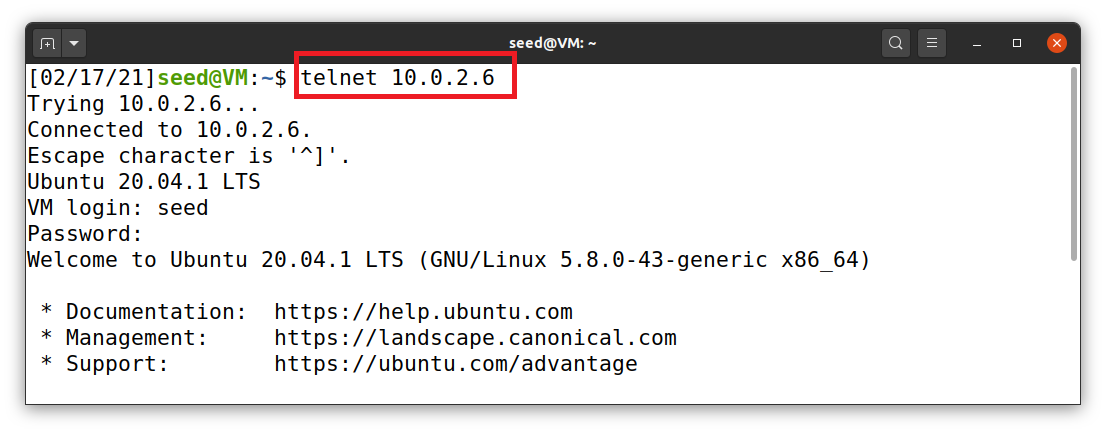 seed@VM: ~
[02/17/21]seed@VM:~$ telnet 10.0.2.6
Trying 10.0.2.6...
Connected to 10.0.2.6.
Escape character is '^]'.
Ubuntu 20.04.1 LTS
VM login: seed
Password:
Welcome to Ubuntu 20.04.1 LTS (GNU/Linux 5.8.0-43-generic x86_64)
* Documentation:  https://help.ubuntu.com
* Management:     https://landscape.canonical.com
* Support:        https://ubuntu.com/advantage